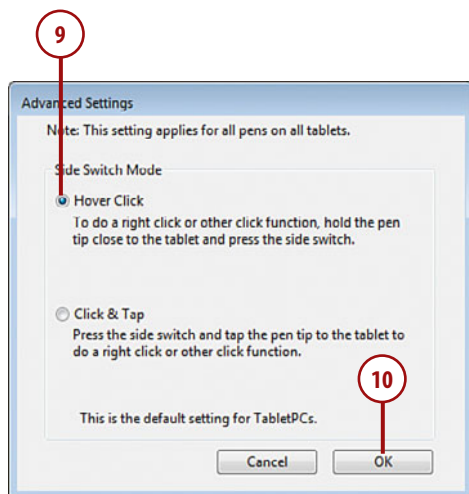 9
Advanced Settings
Note: This setting applies for all pens on all tablets.
Side Switch Mode
Hover Click
To do a right click or other click function, hold the pen
tip close to the tablet and press the side switch.
Click & Tap
Press the side switch and tap the pen tip to the tablet to
do a right click or other click function.
10
This is the default setting for TabletPCs.
Cancel OK